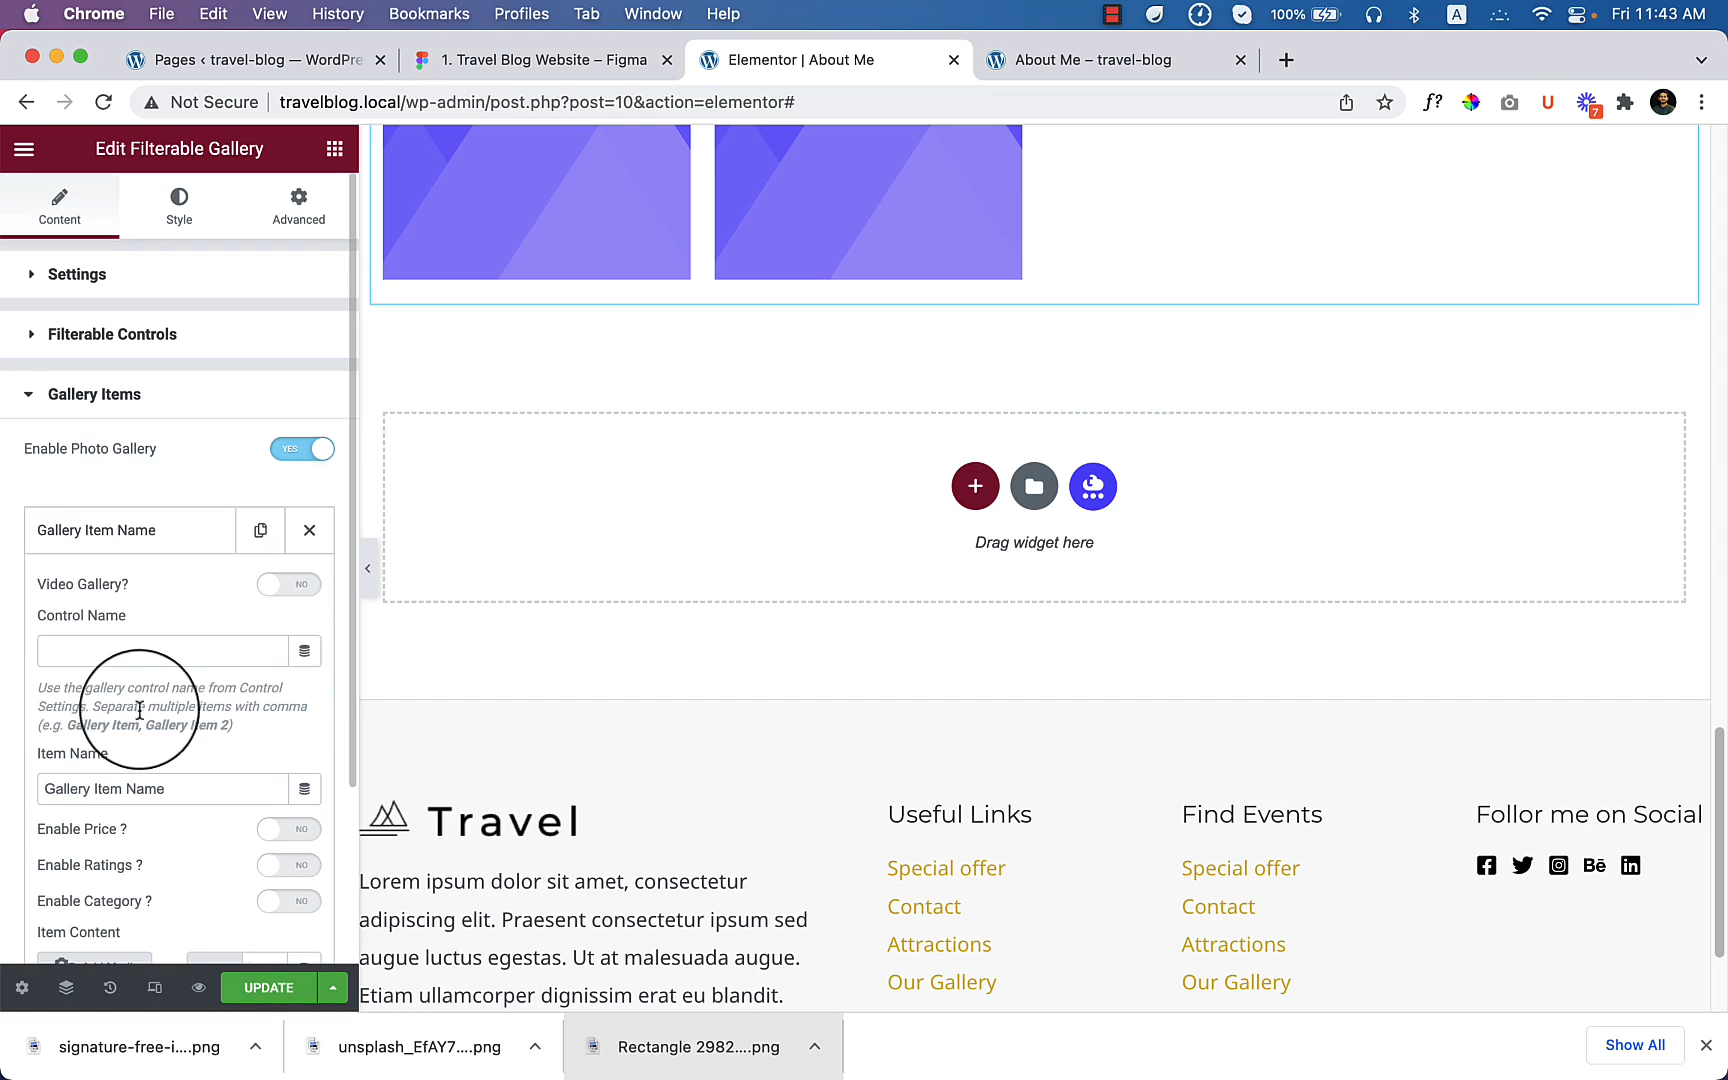 Chrome File Edit View History Bookmarks Profiles Tab Window Help 100% A Fri 11:43 AM
Pages ‹ travel-blog — WordPre 1. Travel Blog Website – Figma Elementor | About Me About Me – travel-blog
Not Secure travelblog.local/wp-admin/post.php?post=10&action=elementor# f? U 7
Edit Filterable Gallery
Content Style Advanced
Settings
Filterable Controls
Gallery Items
Enable Photo Gallery YES
Gallery Item Name
Video Gallery? NO
Control Name
Use the gallery control name from Control
Settings. Separate multiple items with comma
(e.g. Gallery Item, Gallery Item 2)
Item Name
Gallery Item Name
Enable Price ? NO
Enable Ratings ? NO
Enable Category ? NO
Item Content
UPDATE
Drag widget here
Travel
Lorem ipsum dolor sit amet, consectetur
adipiscing elit. Praesent consectetur ipsum sed
augue luctus egestas. Ut at malesuada augue.
Etiam ullamcorper dignissim erat eu blandit.
Useful Links
Special offer
Contact
Attractions
Our Gallery
Find Events
Special offer
Contact
Attractions
Our Gallery
Follor me on Social
Bē
signature-free-i....png unsplash_EfAY7....png Rectangle 2982....png Show All